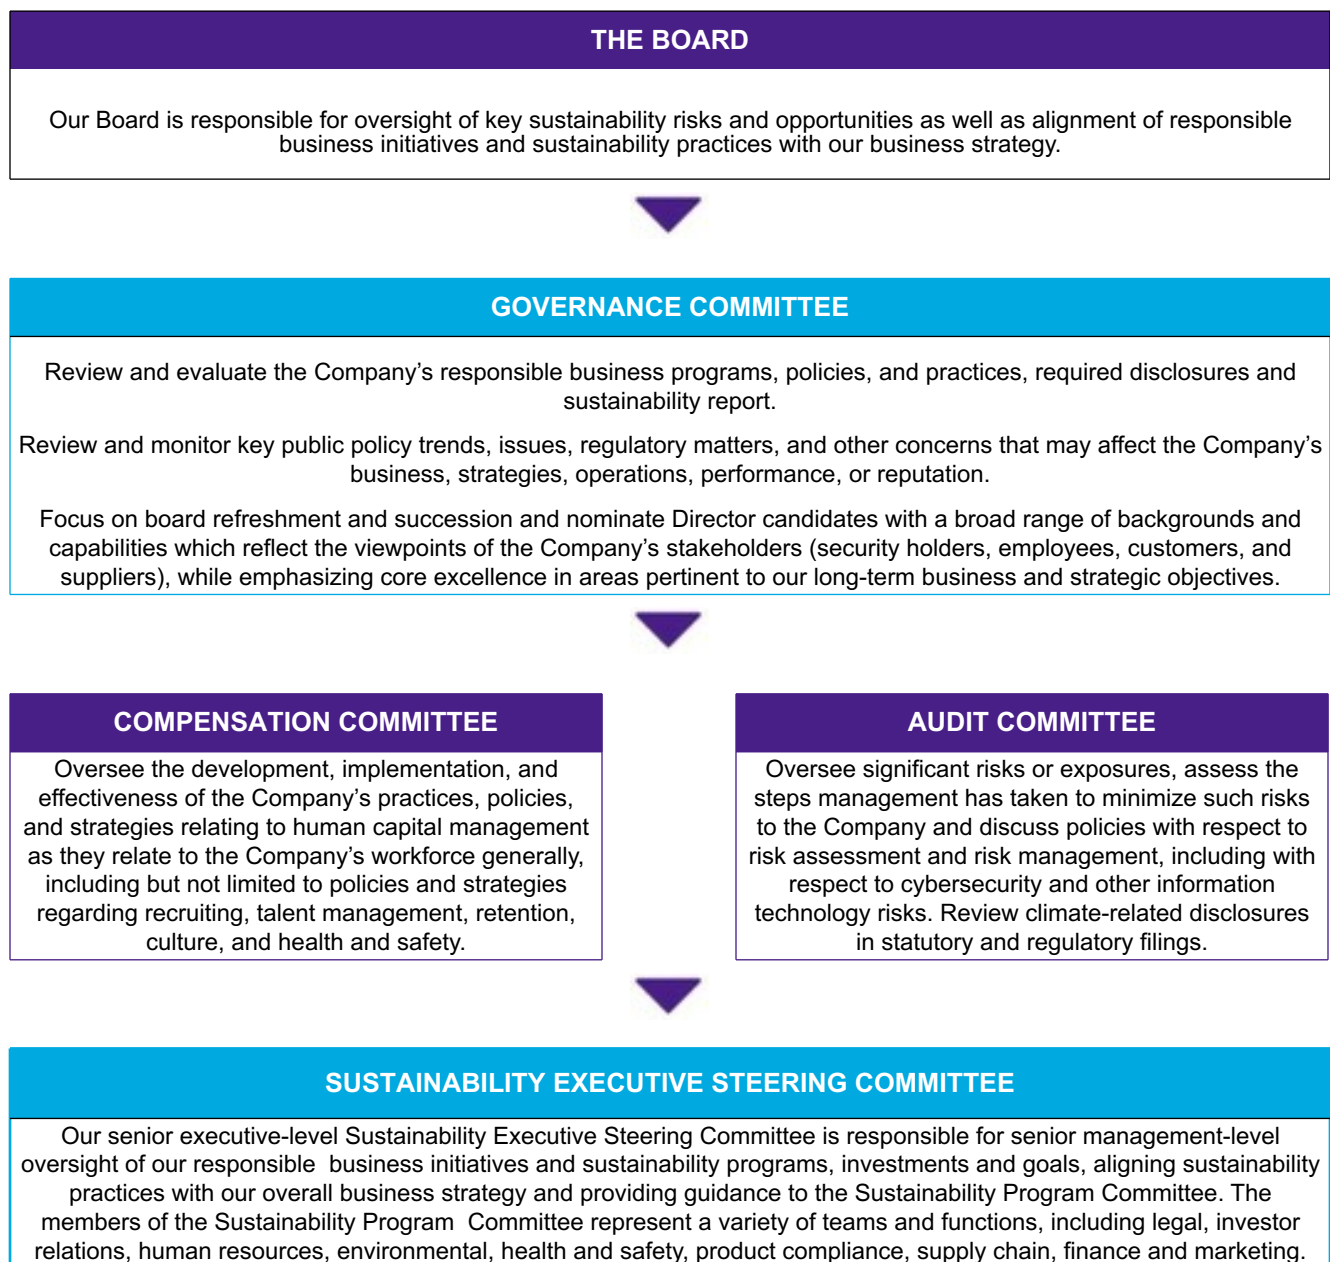 THE BOARD
Our Board is responsible for oversight of key sustainability risks and opportunities as well as alignment of responsible
business initiatives and sustainability practices with our business strategy.
GOVERNANCE COMMITTEE
Review and evaluate the Company’s responsible business programs, policies, and practices, required disclosures and
sustainability report.
Review and monitor key public policy trends, issues, regulatory matters, and other concerns that may affect the Company’s
business, strategies, operations, performance, or reputation.
Focus on board refreshment and succession and nominate Director candidates with a broad range of backgrounds and
capabilities which reflect the viewpoints of the Company’s stakeholders (security holders, employees, customers, and
suppliers), while emphasizing core excellence in areas pertinent to our long-term business and strategic objectives.
COMPENSATION COMMITTEE
Oversee the development, implementation, and
effectiveness of the Company’s practices, policies,
and strategies relating to human capital management
as they relate to the Company’s workforce generally,
including but not limited to policies and strategies
regarding recruiting, talent management, retention,
culture, and health and safety.
AUDIT COMMITTEE
Oversee significant risks or exposures, assess the
steps management has taken to minimize such risks
to the Company and discuss policies with respect to
risk assessment and risk management, including with
respect to cybersecurity and other information
technology risks. Review climate-related disclosures
in statutory and regulatory filings.
SUSTAINABILITY EXECUTIVE STEERING COMMITTEE
Our senior executive-level Sustainability Executive Steering Committee is responsible for senior management-level
oversight of our responsible business initiatives and sustainability programs, investments and goals, aligning sustainability
practices with our overall business strategy and providing guidance to the Sustainability Program Committee. The
members of the Sustainability Program Committee represent a variety of teams and functions, including legal, investor
relations, human resources, environmental, health and safety, product compliance, supply chain, finance and marketing.